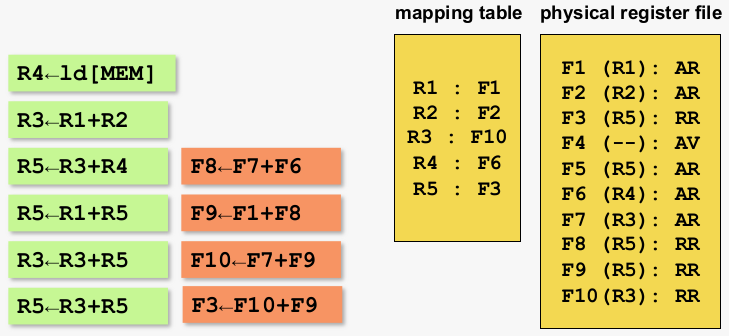 mapping table
physical register file
R4←ld[MEM]
R3←R1+R2
R5←R3+R4
R5←R1+R5
R3←R3+R5
R5←R3+R5
F8←F7+F6
F9←F1+F8
F10←F7+F9
F3←F10+F9
R1 : F1
R2 : F2
R3 : F10
R4 : F6
R5 : F3
F1 (R1): AR
F2 (R2): AR
F3 (R5): RR
F4 (--): AV
F5 (R5): AR
F6 (R4): AR
F7 (R3): AR
F8 (R5): RR
F9 (R5): RR
F10(R3): RR